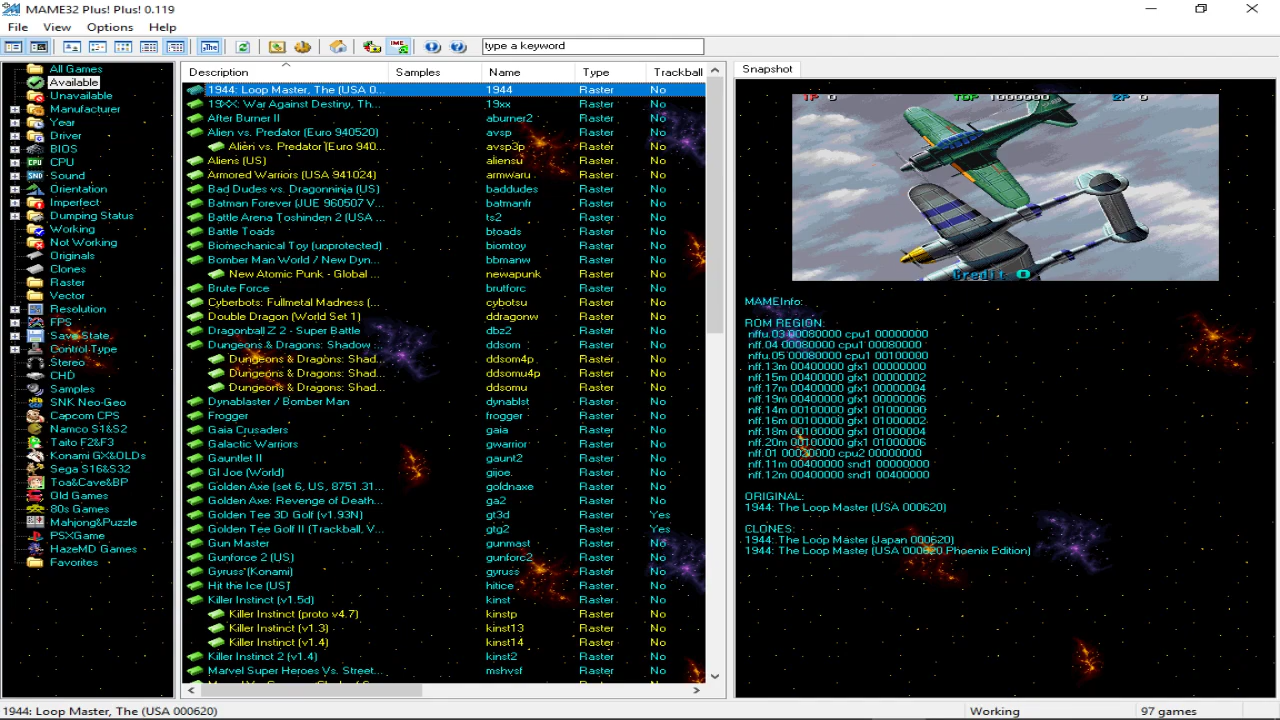 MAME32 Plus! Plus! 0.119
File View Options Help
type a keyword
All Games
Available
Unavailable
Manufacturer
Year
Driver
BIOS
CPU
Sound
Orientation
Imperfect
Dumping Status
Working
Not Working
Originals
Clones
Raster
Vector
Resolution
FPS
Save State
Control Type
Stereo
CHD
Samples
SNK Neo-Geo
Capcom CPS
Namco S1&S2
Taito F2&F3
Konami GX&OLDs
Sega S16&S32
Toa&Cave&BP
Old Games
80s Games
Mahjong&Puzzle
PSXGame
HazeMD Games
Favorites
Description Samples Name Type Trackball
1944: Loop Master, The (USA 0... 1944 Raster No
19XX: War Against Destiny, Th... 19xx Raster No
After Burner II aburner2 Raster No
Alien vs. Predator (Euro 940520) avsp Raster No
Alien vs. Predator (Euro 940... avsp3p Raster No
Aliens (US) aliensu Raster No
Armored Warriors (USA 941024) armwaru Raster No
Bad Dudes vs. Dragonninja (US) baddudes Raster No
Batman Forever (JUE 960507 V... batmanfr Raster No
Battle Arena Toshinden 2 (USA ... ts2 Raster No
Battle Toads btoads Raster No
Biomechanical Toy (unprotected) biomtoy Raster No
Bomber Man World / New Dyn... bbmanw Raster No
New Atomic Punk - Global ... newapunk Raster No
Brute Force brutforc Raster No
Cyberbots: Fullmetal Madness (... cybotsu Raster No
Double Dragon (World Set 1) ddragonw Raster No
Dragonball Z 2 - Super Battle dbz2 Raster No
Dungeons & Dragons: Shadow ... ddsom Raster No
Dungeons & Dragons: Shad... ddsom4p Raster No
Dungeons & Dragons: Shad... ddsomu4p Raster No
Dungeons & Dragons: Shad... ddsomu Raster No
Dynablaster / Bomber Man dynablst Raster No
Frogger frogger Raster No
Gaia Crusaders gaia Raster No
Galactic Warriors gwarrior Raster No
Gauntlet II gaunt2 Raster No
GI Joe (World) gijoe Raster No
Golden Axe (set 6, US, 8751 31... goldnaxe Raster No
Golden Axe: Revenge of Death... ga2 Raster No
Golden Tee 3D Golf (v1.93N) gt3d Raster Yes
Golden Tee Golf II (Trackball, V... gtg2 Raster Yes
Gun Master gunmast Raster No
Gunforce 2 (US) gunforc2 Raster No
Gyruss (Konami) gyruss Raster No
Hit the Ice (US) hitice Raster No
Killer Instinct (v1.5d) kinst Raster No
Killer Instinct (proto v4.7) kinstp Raster No
Killer Instinct (v1.3) kinst13 Raster No
Killer Instinct (v1.4) kinst14 Raster No
Killer Instinct 2 (v1.4) kinst2 Raster No
Marvel Super Heroes Vs. Street... mshvsf Raster No
Snapshot
1P 0 TOP 1000000 2P 0
Credit 0
MAMEInfo:
ROM REGION:
nffu.03 00080000 cpu1 00000000
nff.04 00080000 cpu1 00080000
nffu.05 00080000 cpu1 00100000
nff.13m 00400000 gfx1 00000000
nff.15m 00400000 gfx1 00000002
nff.17m 00400000 gfx1 00000004
nff.19m 00400000 gfx1 00000006
nff.14m 00100000 gfx1 01000000
nff.16m 00100000 gfx1 01000002
nff.18m 00100000 gfx1 01000004
nff.20m 00100000 gfx1 01000006
nff.01 00020000 cpu2 00000000
nff.11m 00400000 snd1 00000000
nff.12m 00400000 snd1 00400000
ORIGINAL:
1944: The Loop Master (USA 000620)
CLONES:
1944: The Loop Master (Japan 000620)
1944: The Loop Master (USA 000620 Phoenix Edition)
1944: Loop Master, The (USA 000620) Working 97 games